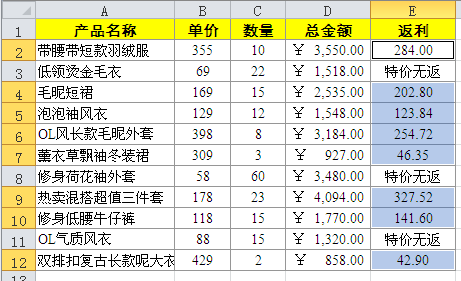 A B C D E
1 产品名称 单价 数量 总金额 返利
2 带腰带短款羽绒服 355 10 ¥ 3,550.00 284.00
3 低领烫金毛衣 69 22 ¥ 1,518.00 特价无返
4 毛昵短裙 169 15 ¥ 2,535.00 202.80
5 泡泡袖风衣 129 12 ¥ 1,548.00 123.84
6 OL风长款毛昵外套 398 8 ¥ 3,184.00 254.72
7 薰衣草飘袖冬装裙 309 3 ¥ 927.00 46.35
8 修身荷花袖外套 58 60 ¥ 3,480.00 特价无返
9 热卖混搭超值三件套 178 23 ¥ 4,094.00 327.52
10 修身低腰牛仔裤 118 15 ¥ 1,770.00 141.60
11 OL气质风衣 88 15 ¥ 1,320.00 特价无返
12 双排扣复古长款呢大衣 429 2 ¥ 858.00 42.90